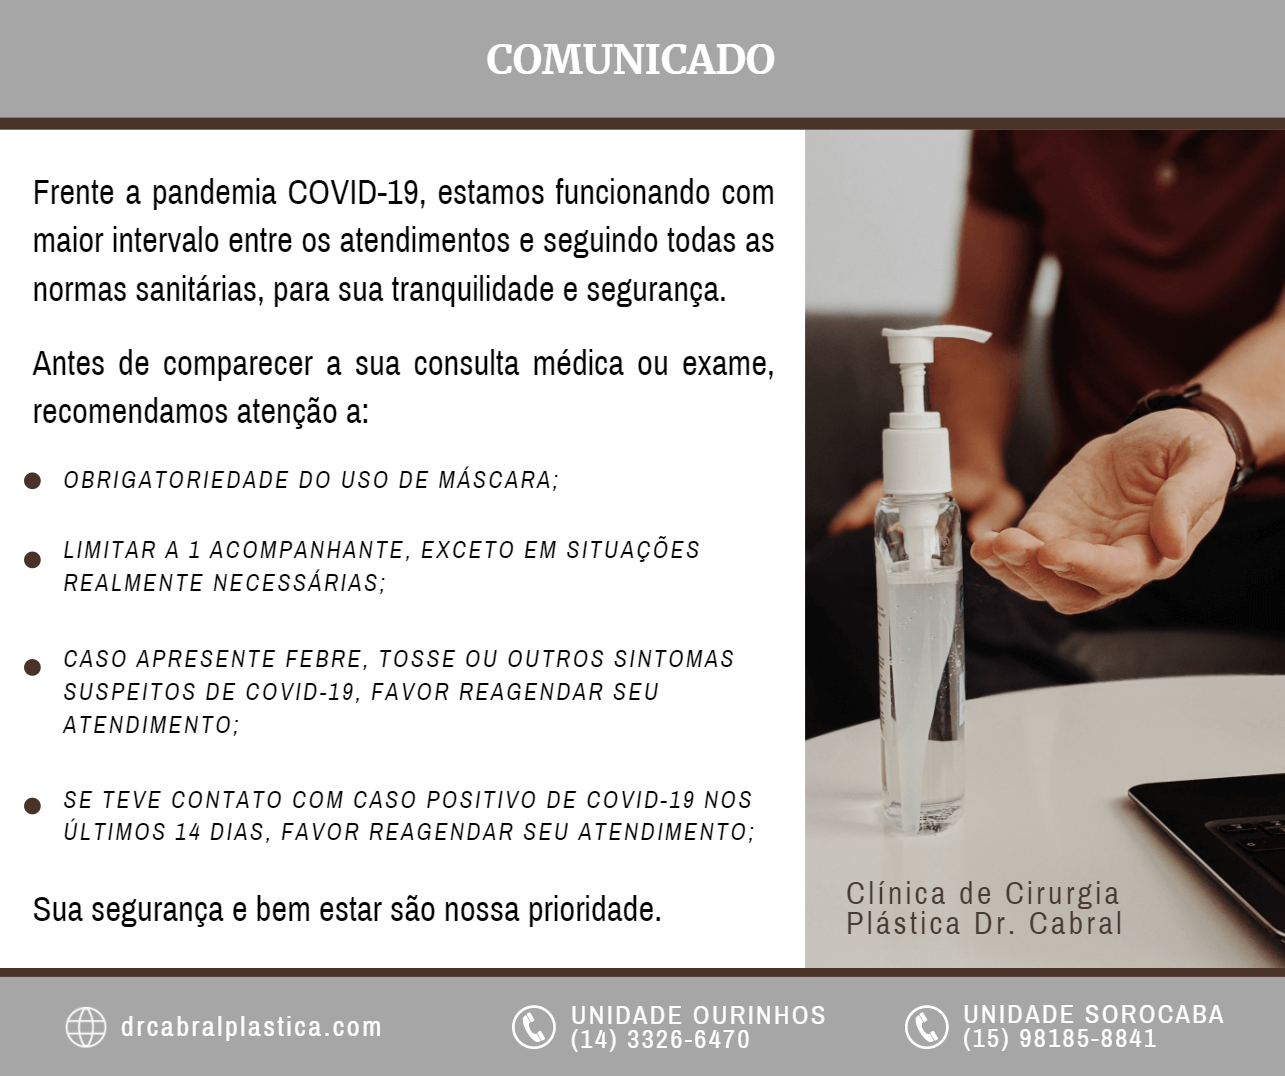 COMUNICADO
Frente a pandemia COVID-19, estamos funcionando com
maior intervalo entre os atendimentos e seguindo todas as
normas sanitárias, para sua tranquilidade e segurança.
Antes de comparecer a sua consulta médica ou exame,
recomendamos atenção a:
OBRIGATORIEDADE DO USO DE MÁSCARA;
LIMITAR A 1 ACOMPANHANTE, EXCETO EM SITUAÇÕES
REALMENTE NECESSÁRIAS;
CASO APRESENTE FEBRE, TOSSE OU OUTROS SINTOMAS
SUSPEITOS DE COVID-19, FAVOR REAGENDAR SEU
ATENDIMENTO;
SE TEVE CONTATO COM CASO POSITIVO DE COVID-19 NOS
ÚLTIMOS 14 DIAS, FAVOR REAGENDAR SEU ATENDIMENTO;
Sua segurança e bem estar são nossa prioridade.
Clínica de Cirurgia
Plástica Dr. Cabral
drcabralplastica.com
UNIDADE OURINHOS
(14) 3326-6470
UNIDADE SOROCABA
(15) 98185-8841